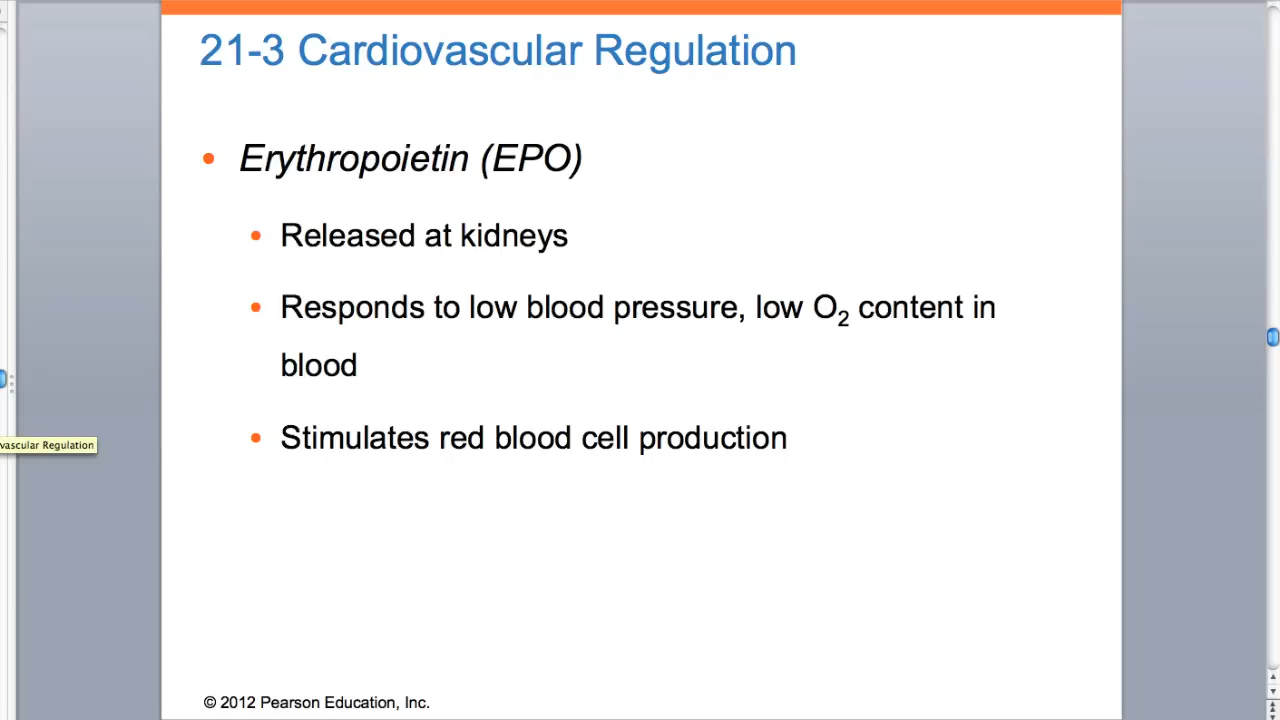 21-3 Cardiovascular Regulation
• Erythropoietin (EPO)
• Released at kidneys
• Responds to low blood pressure, low O₂ content in
blood
• Stimulates red blood cell production
vascular Regulation
© 2012 Pearson Education, Inc.